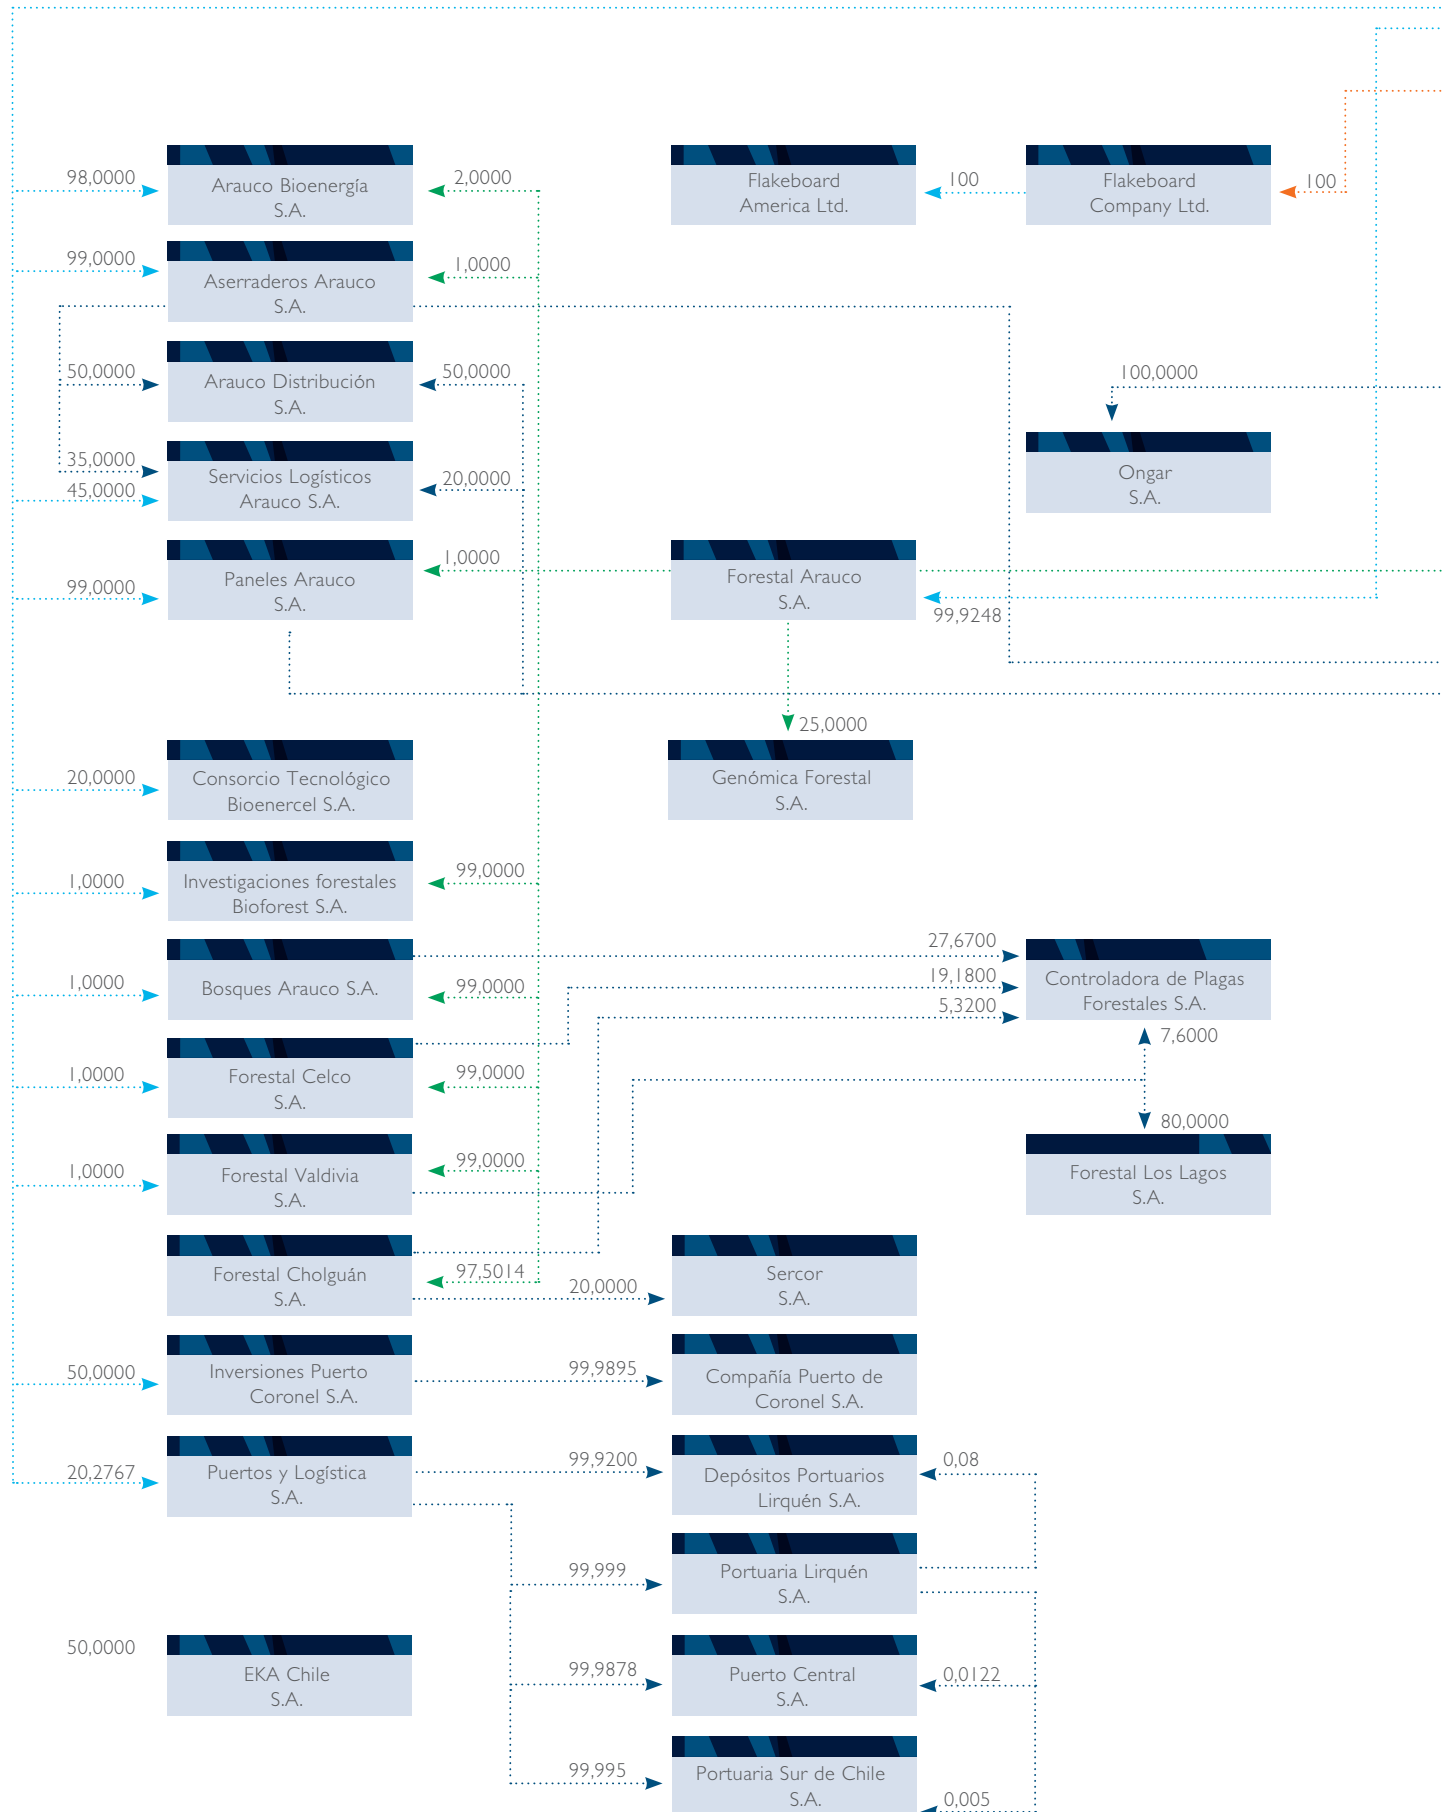 98,0000
Arauco Bioenergía
S.A.
2,0000
Flakeboard
America Ltd.
100
Flakeboard
Company Ltd.
100
99,0000
Aserraderos Arauco
S.A.
1,0000
50,0000
Arauco Distribución
S.A.
50,0000
100,0000
35,0000
45,0000
Servicios Logísticos
Arauco S.A.
20,0000
Ongar
S.A.
99,0000
Paneles Arauco
S.A.
1,0000
Forestal Arauco
S.A.
99,9248
25,0000
20,0000
Consorcio Tecnológico
Bioenercel S.A.
Genómica Forestal
S.A.
1,0000
Investigaciones forestales
Bioforest S.A.
99,0000
1,0000
Bosques Arauco S.A.
99,0000
27,6700
19,1800
5,3200
Controladora de Plagas
Forestales S.A.
7,6000
1,0000
Forestal Celco
S.A.
99,0000
80,0000
1,0000
Forestal Valdivia
S.A.
99,0000
Forestal Los Lagos
S.A.
Forestal Cholguán
S.A.
97,5014
20,0000
Sercor
S.A.
50,0000
Inversiones Puerto
Coronel S.A.
99,9895
Compañía Puerto de
Coronel S.A.
20,2767
Puertos y Logística
S.A.
99,9200
Depósitos Portuarios
Lirquén S.A.
0,08
99,999
Portuaria Lirquén
S.A.
50,0000
EKA Chile
S.A.
99,9878
Puerto Central
S.A.
0,0122
99,995
Portuaria Sur de Chile
S.A.
0,005